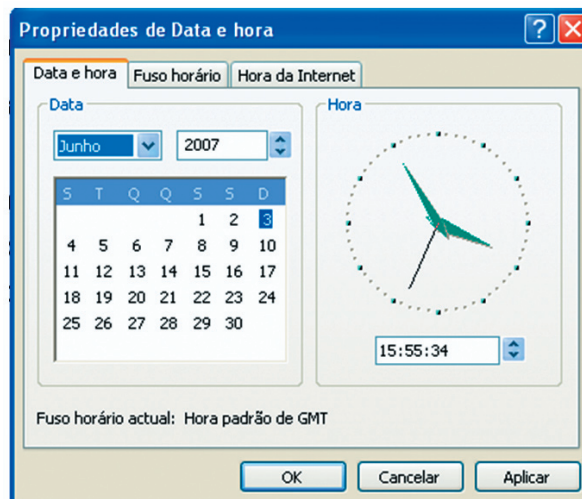 Propriedades de Data e hora
Data e hora Fuso horário Hora da Internet
Data Hora
Junho 2007
S T Q Q S S D
1 2 3
4 5 6 7 8 9 10
11 12 13 14 15 16 17
18 19 20 21 22 23 24
25 26 27 28 29 30
15:55:34
Fuso horário actual: Hora padrão de GMT
OK Cancelar Aplicar